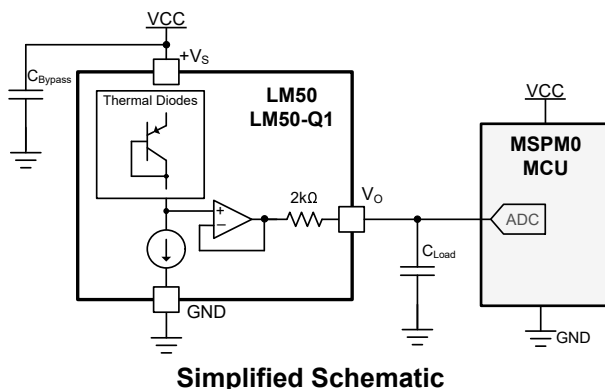 VCC
+VS
CBypass
LM50
LM50-Q1
Thermal Diodes
VCC
MSPM0
MCU
2kΩ
VO
+
−
ADC
CLoad
GND
GND
Simplified Schematic